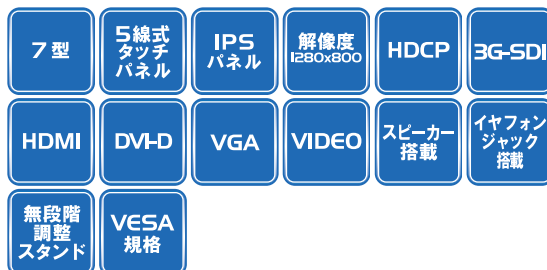 7型
5線式
タッチ
パネル
IPS
パネル
解像度
1280x800
HDCP
3G-SDI
HDMI
DVI-D
VGA
VIDEO
スピーカー
搭載
イヤフォン
ジャック
搭載
無段階
調整
スタンド
VESA
規格